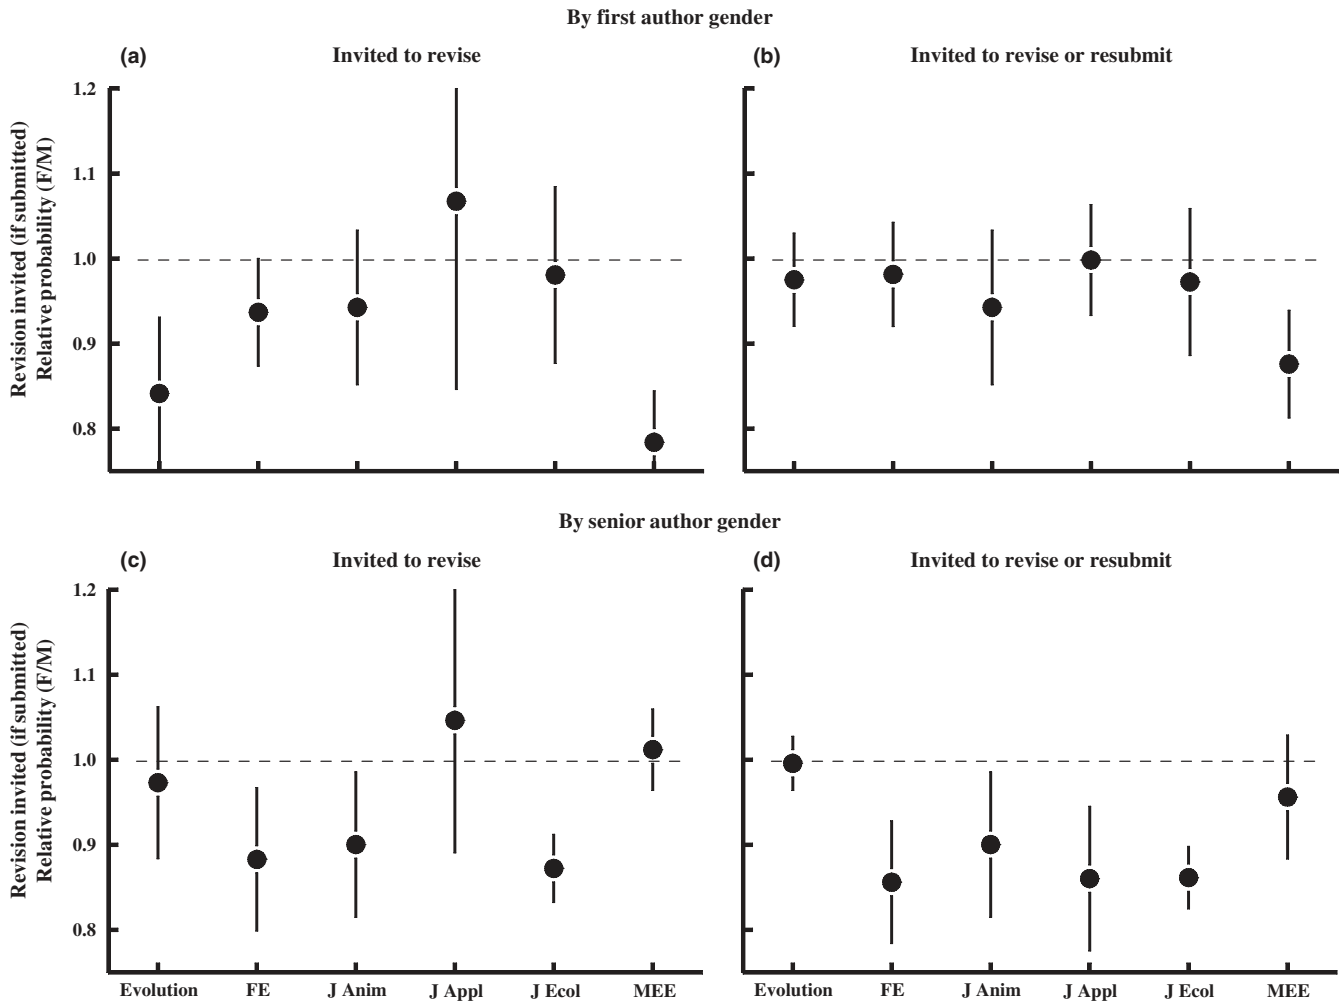 By first author gender
(a) Invited to revise
(b) Invited to revise or resubmit
Revision invited (if submitted)
Relative probability (F/M)
1.2
1.1
1.0
0.9
0.8
By senior author gender
(c) Invited to revise
(d) Invited to revise or resubmit
Revision invited (if submitted)
Relative probability (F/M)
1.2
1.1
1.0
0.9
0.8
Evolution FE J Anim J Appl J Ecol MEE
Evolution FE J Anim J Appl J Ecol MEE